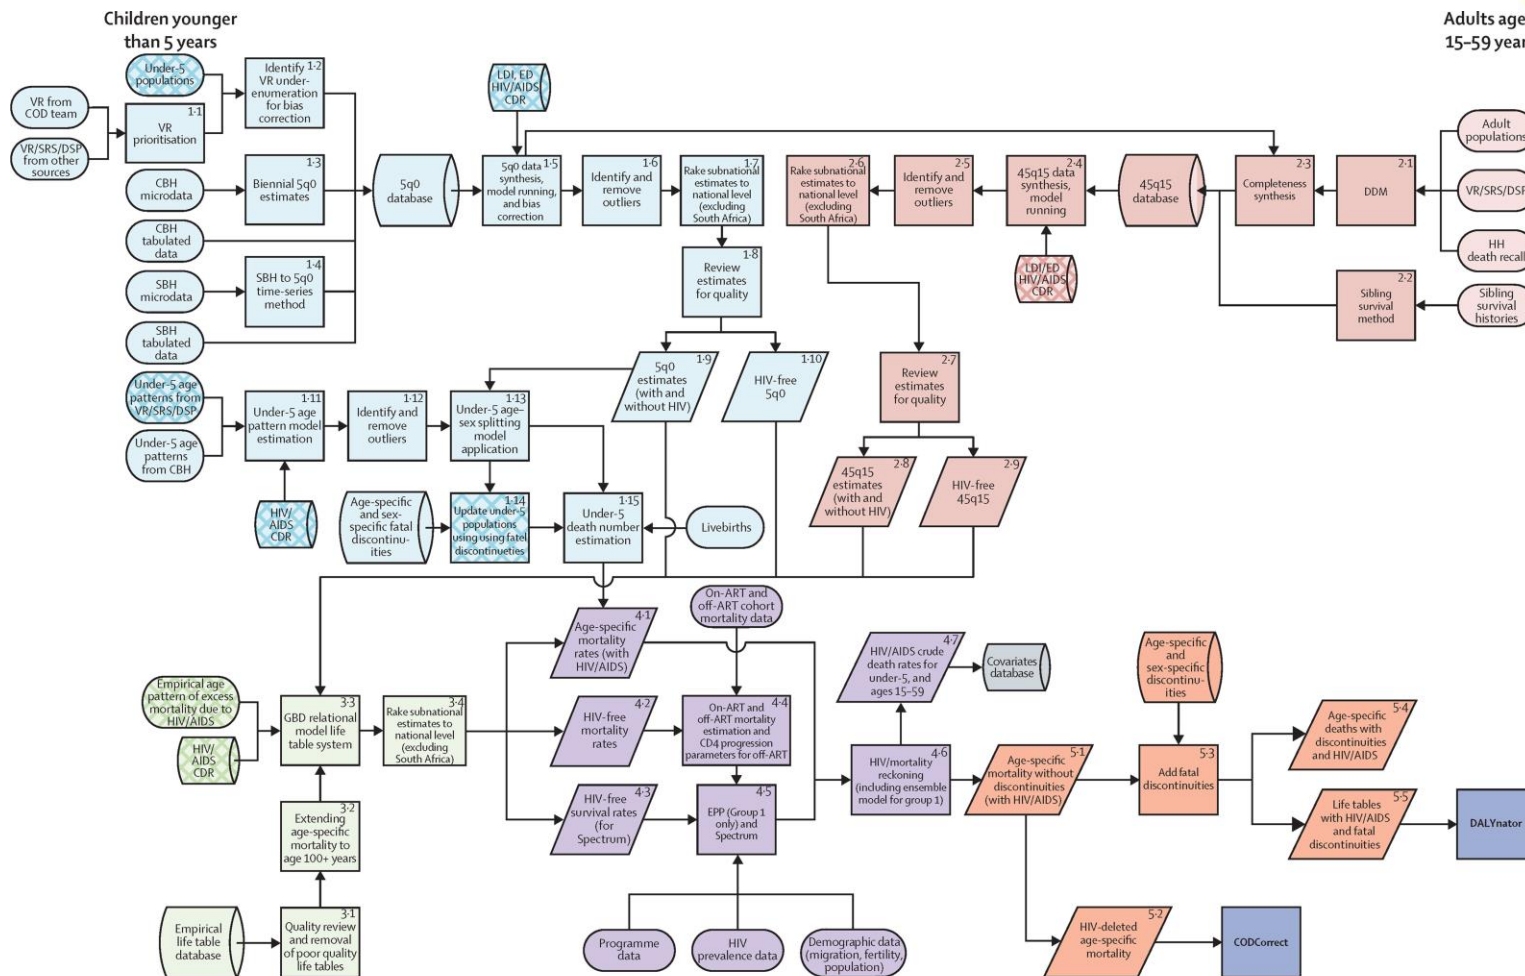 Children younger
than 5 years
Adults age
15–59 year
Under-5
populations
1·2
Identify
VR under-
enumeration
for bias
correction
LDI, ED
HIV/AIDS
CDR
VR from
COD team
1·1
VR
prioritisation
VR/SRS/DSP
from other
sources
Adult
populations
CBH
microdata
1·3
Biennial 5q0
estimates
5q0
database
1·5
5q0 data
synthesis,
model running,
and bias
correction
1·6
Identify and
remove
outliers
1·7
Rake subnational
estimates to
national level
(excluding
South Africa)
2·6
Rake subnational
estimates to
national level
(excluding
South Africa)
2·5
Identify and
remove
outliers
2·4
45q15 data
synthesis,
model
running
45q15
database
2·3
Completeness
synthesis
2·1
DDM
VR/SRS/DSP
HH
death recall
CBH
tabulated
data
SBH
microdata
1·4
SBH to 5q0
time-series
method
1·8
Review
estimates
for quality
LDI/ED
HIV/AIDS
CDR
2·2
Sibling
survival
method
Sibling
survival
histories
SBH
tabulated
data
1·9
5q0
estimates
(with and
without HIV)
1·10
HIV-free
5q0
2·7
Review
estimates
for quality
Under-5 age
patterns from
VR/SRS/DSP
Under-5 age
patterns
from CBH
1·11
Under-5 age
pattern model
estimation
1·12
Identify and
remove
outliers
1·13
Under-5 age–
sex splitting
model
application
2·8
45q15
estimates
(with and
without HIV)
2·9
HIV-free
45q15
HIV/
AIDS
CDR
Age-specific
and sex-
specific fatal
discontinu-
ities
1·14
Update under-5
populations
using using fatel
discontinueties
1·15
Under-5
death number
estimation
Livebirths
On-ART and
off-ART cohort
mortality data
4·1
Age-specific
mortality
rates (with
HIV/AIDS)
4·7
HIV/AIDS crude
death rates for
under-5, and
ages 15–59
Covariates
database
Age-specific
and
sex-specific
discontinu-
ities
Empirical age
pattern of excess
mortality due to
HIV/AIDS
HIV/
AIDS
CDR
3·3
GBD relational
model life
table system
3·4
Rake subnational
estimates to
national level
(excluding
South Africa)
4·2
HIV-free
mortality
rates
4·4
On-ART and
off-ART mortality
estimation and
CD4 progression
parameters for off-ART
4·6
HIV/mortality
reckoning
(including ensemble
model for group 1)
5·1
Age-specific
mortality without
discontinuities
(with HIV/AIDS)
5·3
Add fatal
discontinuities
5·4
Age-specific
deaths with
discontinuities
and HIV/AIDS
4·3
HIV-free
survival rates
(for
Spectrum)
4·5
EPP (Group 1
only) and
Spectrum
5·5
Life tables
with HIV/AIDS
and fatal
discontinuities
DALYnator
3·2
Extending
age-specific
mortality to
age 100+ years
Empirical
life table
database
3·1
Quality review
and removal
of poor quality
life tables
Programme
data
HIV
prevalence data
Demographic data
(migration, fertility,
population)
5·2
HIV-deleted
age-specific
mortality
CODCorrect